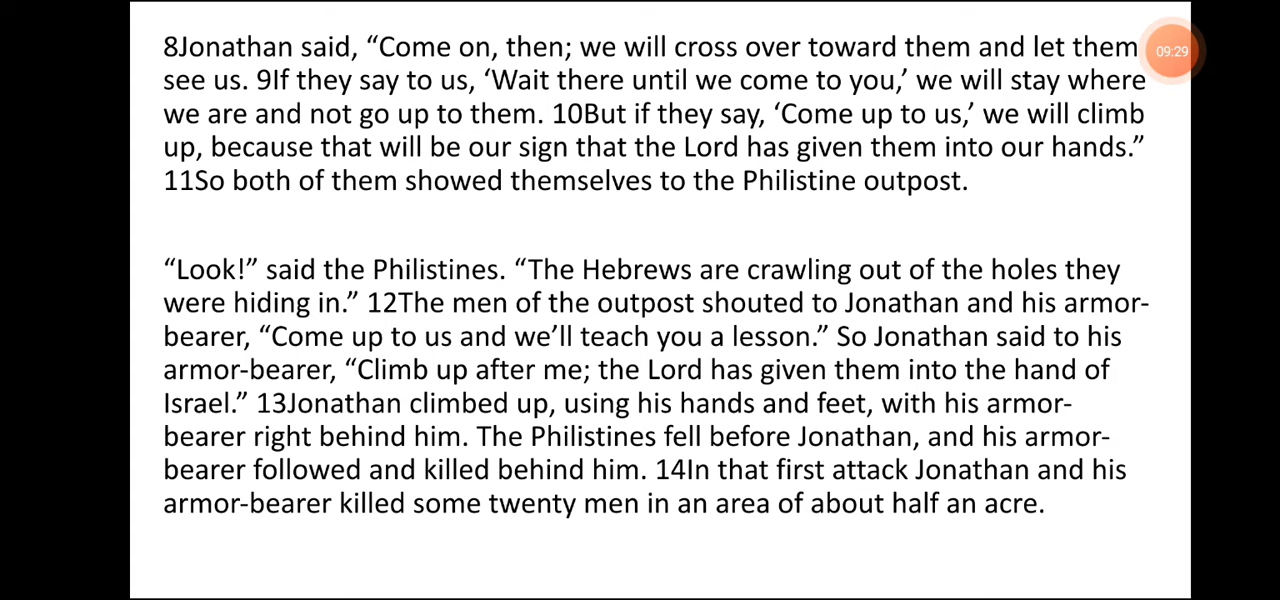 8Jonathan said, “Come on, then; we will cross over toward them and let them
09:29
see us. 9If they say to us, ‘Wait there until we come to you,’ we will stay where
we are and not go up to them. 10But if they say, ‘Come up to us,’ we will climb
up, because that will be our sign that the Lord has given them into our hands.”
11So both of them showed themselves to the Philistine outpost.
“Look!” said the Philistines. “The Hebrews are crawling out of the holes they
were hiding in.” 12The men of the outpost shouted to Jonathan and his armor-
bearer, “Come up to us and we’ll teach you a lesson.” So Jonathan said to his
armor-bearer, “Climb up after me; the Lord has given them into the hand of
Israel.” 13Jonathan climbed up, using his hands and feet, with his armor-
bearer right behind him. The Philistines fell before Jonathan, and his armor-
bearer followed and killed behind him. 14In that first attack Jonathan and his
armor-bearer killed some twenty men in an area of about half an acre.